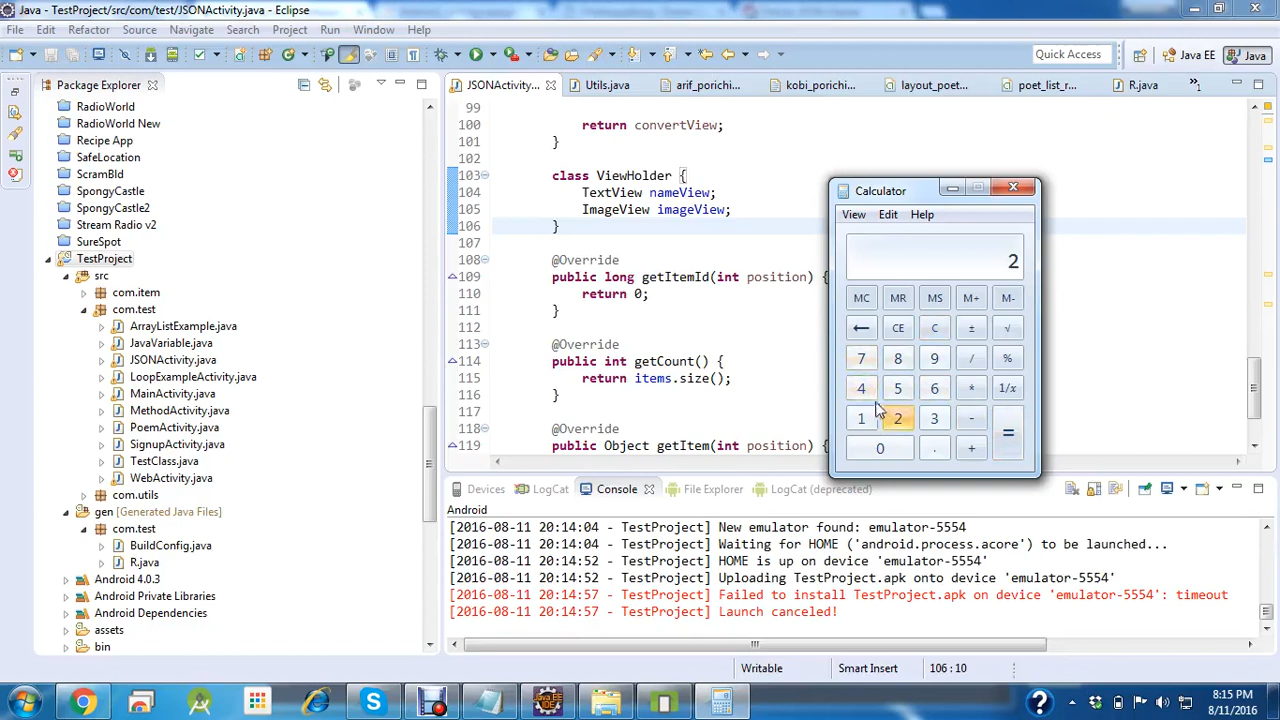 Java - TestProject/src/com/test/JSONActivity.java - Eclipse
File Edit Refactor Source Navigate Search Project Run Window Help
Quick Access Java EE Java
Package Explorer
JSONActivity.... Utils.java arif_porichi... kobi_porichi... layout_poet... poet_list_r... R.java
RadioWorld
RadioWorld New
Recipe App
SafeLocation
ScramBld
SpongyCastle
SpongyCastle2
Stream Radio v2
SureSpot
TestProject
src
com.item
com.test
ArrayListExample.java
JavaVariable.java
JSONActivity.java
LoopExampleActivity.java
MainActivity.java
MethodActivity.java
PoemActivity.java
SignupActivity.java
TestClass.java
WebActivity.java
com.utils
gen [Generated Java Files]
com.test
BuildConfig.java
R.java
Android 4.0.3
Android Private Libraries
Android Dependencies
assets
bin
99
100 return convertView;
101 }
102
103 class ViewHolder {
104 TextView nameView;
105 ImageView imageView;
106 }
107
108 @Override
109 public long getItemId(int position) {
110 return 0;
111 }
112
113 @Override
114 public int getCount() {
115 return items.size();
116 }
117
118 @Override
119 public Object getItem(int position) {
Calculator
View Edit Help
2
MC MR MS M+ M-
← CE C ± √
7 8 9 / %
4 5 6 * 1/x
1 2 3 - =
0 . +
Devices LogCat Console File Explorer LogCat (deprecated)
Android
[2016-08-11 20:14:04 - TestProject] New emulator found: emulator-5554
[2016-08-11 20:14:04 - TestProject] Waiting for HOME ('android.process.acore') to be launched...
[2016-08-11 20:14:52 - TestProject] HOME is up on device 'emulator-5554'
[2016-08-11 20:14:52 - TestProject] Uploading TestProject.apk onto device 'emulator-5554'
[2016-08-11 20:14:57 - TestProject] Failed to install TestProject.apk on device 'emulator-5554': timeout
[2016-08-11 20:14:57 - TestProject] Launch canceled!
Writable Smart Insert 106 : 10
8:15 PM
8/11/2016